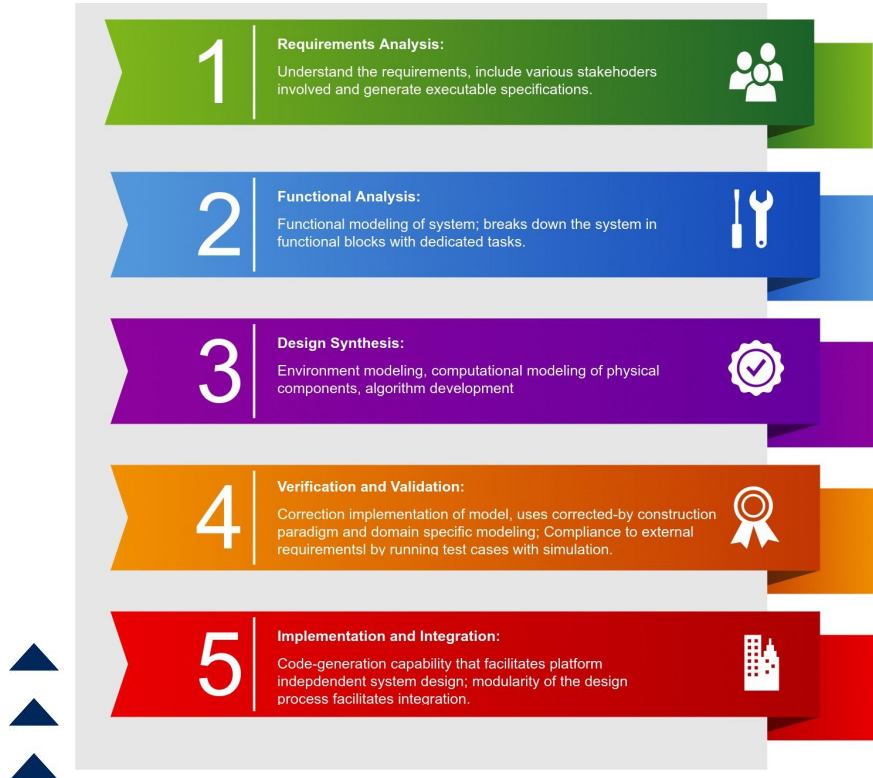 1
Requirements Analysis:
Understand the requirements, include various stakehoders
involved and generate executable specifications.
2
Functional Analysis:
Functional modeling of system; breaks down the system in
functional blocks with dedicated tasks.
3
Design Synthesis:
Environment modeling, computational modeling of physical
components, algorithm development
4
Verification and Validation:
Correction implementation of model, uses corrected-by construction
paradigm and domain specific modeling; Compliance to external
requirementsl by running test cases with simulation.
5
Implementation and Integration:
Code-generation capability that facilitates platform
indepdendent system design; modularity of the design
process facilitates integration.